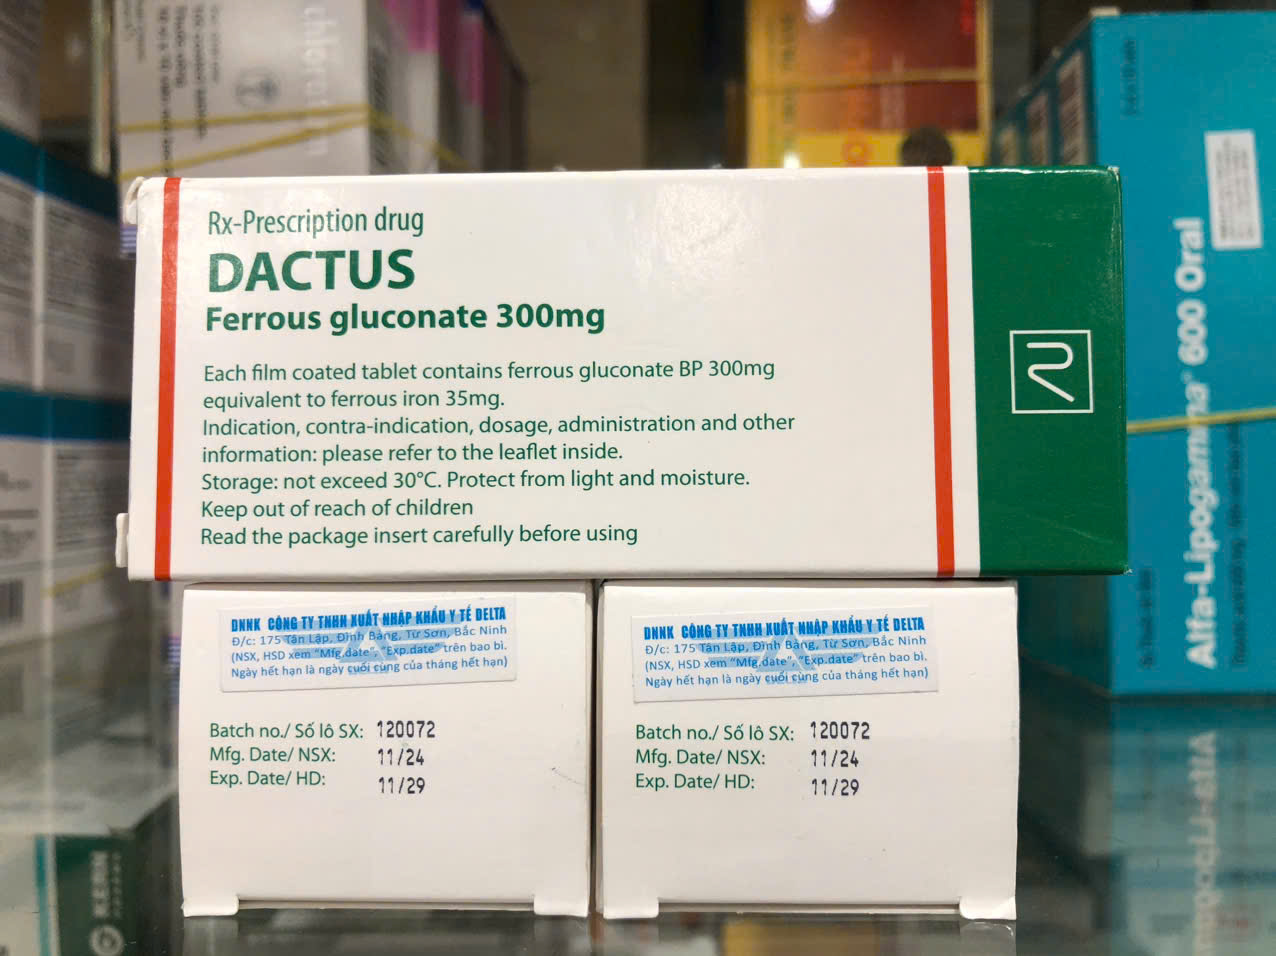 Rx-Prescription drug
DACTUS
Ferrous gluconate 300mg
Each film coated tablet contains ferrous gluconate BP 300mg
equivalent to ferrous iron 35mg.
Indication, contra-indication, dosage, administration and other
information: please refer to the leaflet inside.
Storage: not exceed 30°C. Protect from light and moisture.
Keep out of reach of children
Read the package insert carefully before using
DNNK CÔNG TY TNHH XUẤT NHẬP KHẨU Y TẾ DELTA
Đ/c: 175 Tân Lập, Đình Bảng, Từ Sơn, Bắc Ninh
(NSX, HSD xem "Mfg.date", "Exp.date" trên bao bì.
Ngày hết hạn là ngày cuối cùng của tháng hết hạn)
Batch no./ Số lô SX: 120072
Mfg. Date/ NSX: 11/24
Exp. Date/ HD: 11/29
DNNK CÔNG TY TNHH XUẤT NHẬP KHẨU Y TẾ DELTA
Đ/c: 175 Tân Lập, Đình Bảng, Từ Sơn, Bắc Ninh
(NSX, HSD xem "Mfg.date", "Exp.date" trên bao bì.
Ngày hết hạn là ngày cuối cùng của tháng hết hạn)
Batch no./ Số lô SX: 120072
Mfg. Date/ NSX: 11/24
Exp. Date/ HD: 11/29
Alfa-Lipogamma® 600 Oral